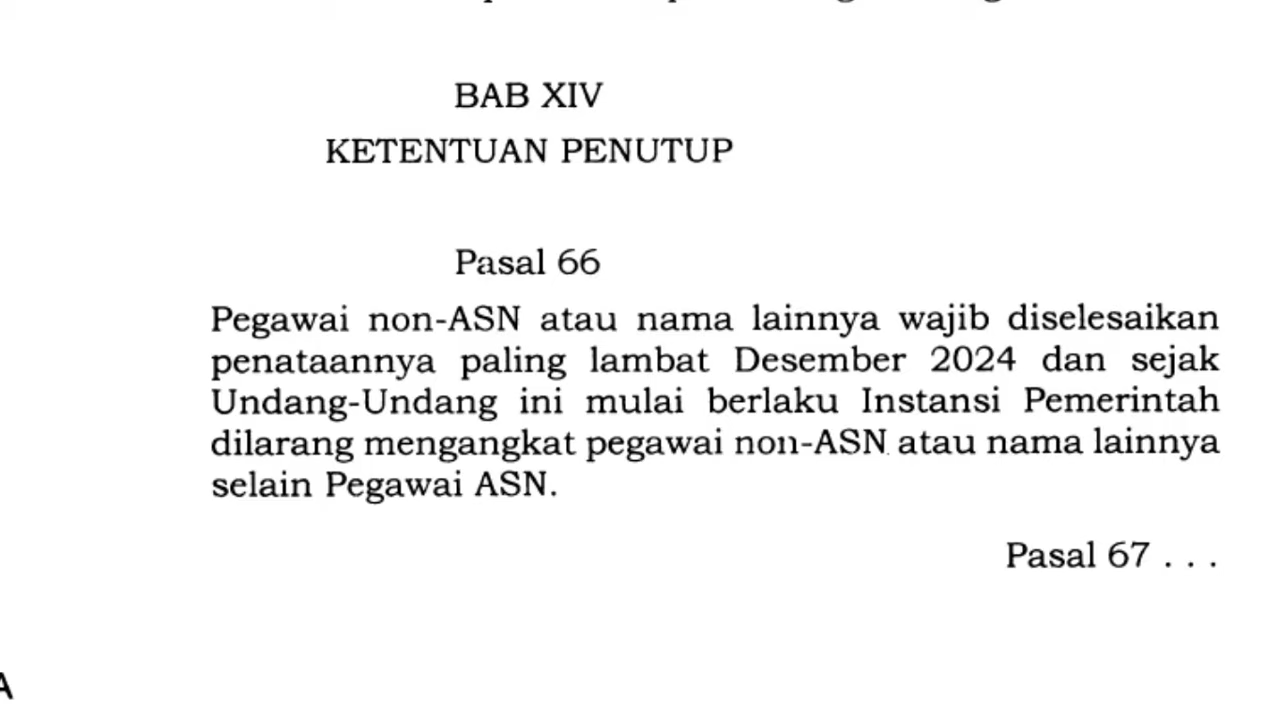 BAB XIV
KETENTUAN PENUTUP
Pasal 66
Pegawai non-ASN atau nama lainnya wajib diselesaikan
penataannya paling lambat Desember 2024 dan sejak
Undang-Undang ini mulai berlaku Instansi Pemerintah
dilarang mengangkat pegawai non-ASN atau nama lainnya
selain Pegawai ASN.
Pasal 67 . . .
A